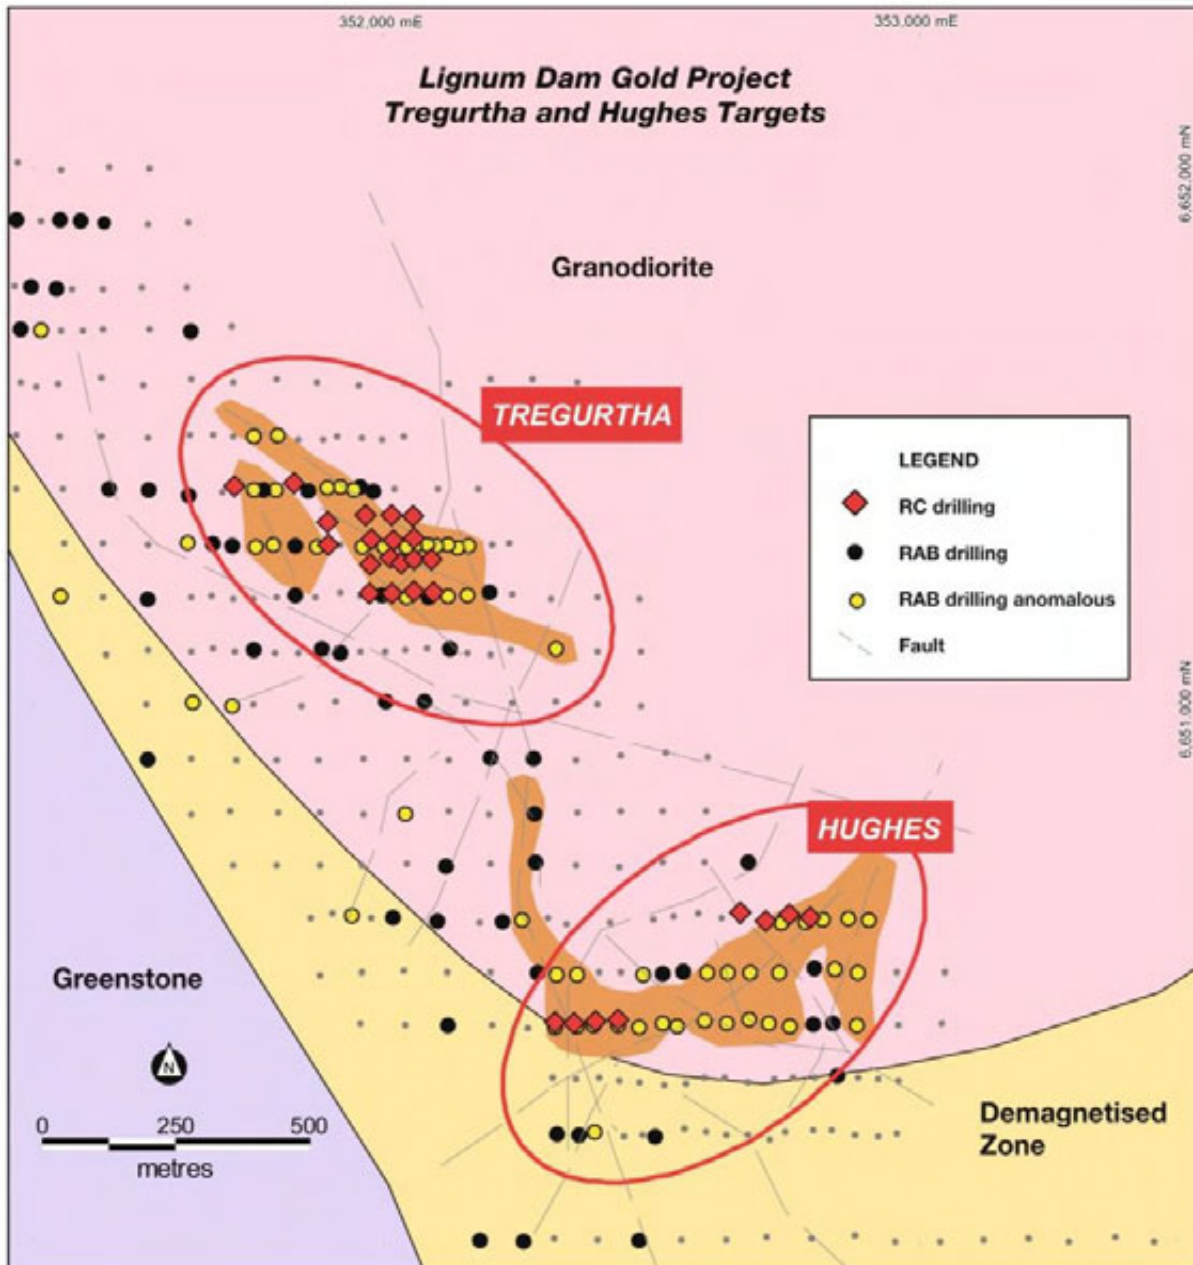 352,000 mE
353,000 mE
Lignum Dam Gold Project
Tregurtha and Hughes Targets
6,652,000 mN
Granodiorite
TREGURTHA
LEGEND
RC drilling
RAB drilling
RAB drilling anomalous
Fault
6,651,000 mN
HUGHES
Greenstone
N
0 250 500
metres
Demagnetised
Zone